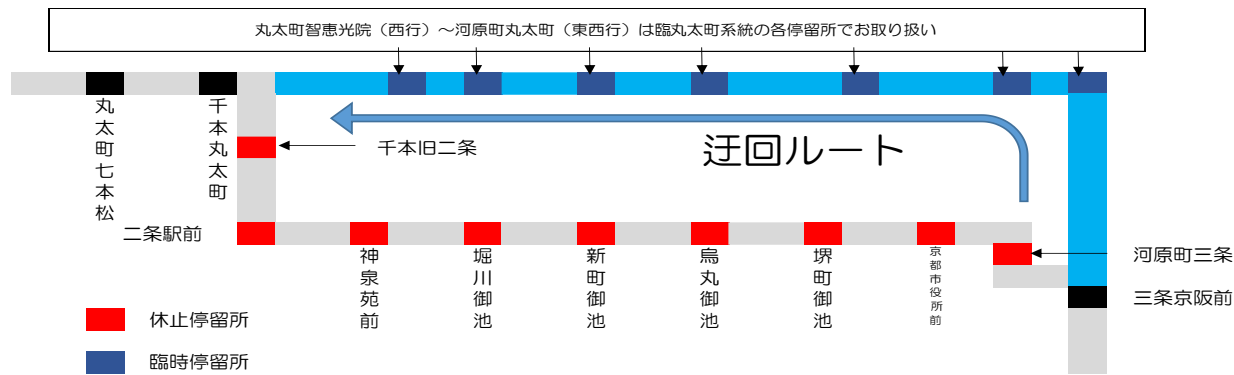 丸太町智恵光院（西行）～河原町丸太町（東西行）は臨丸太町系統の各停留所でお取り扱い
丸太町七本松
千本丸太町
千本旧二条
迂回ルート
二条駅前
神泉苑前
堀川御池
新町御池
烏丸御池
堺町御池
京都市役所前
河原町三条
三条京阪前
休止停留所
臨時停留所